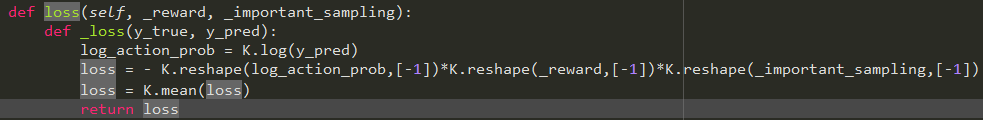 def loss(self, _reward, _important_sampling):
def _loss(y_true, y_pred):
log_action_prob = K.log(y_pred)
loss = - K.reshape(log_action_prob,[-1])*K.reshape(_reward,[-1])*K.reshape(_important_sampling,[-1])
loss = K.mean(loss)
return loss